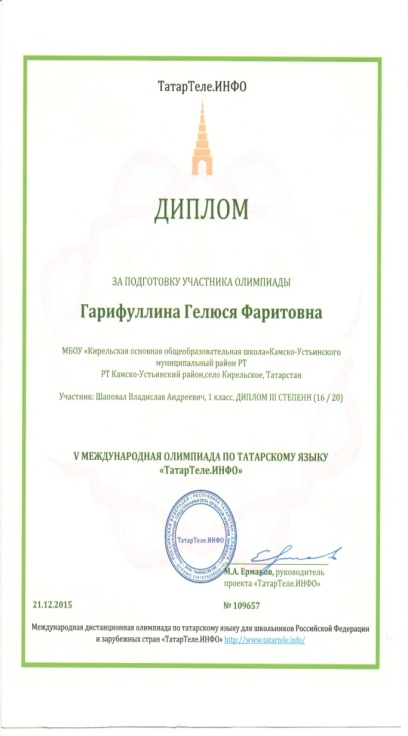 ТатарТеле.ИНФО
ДИПЛОМ
ЗА ПОДГОТОВКУ УЧАСТНИКА ОЛИМПИАДЫ
Гарифуллина Гелюся Фаритовна
МБОУ «Кирельская основная общеобразовательная школа»Камско-Устьинского
муниципальный район РТ
РТ Камско-Устьинский район,село Кирельское, Татарстан
Участник: Шаповал Владислав Андреевич, 1 класс, ДИПЛОМ III СТЕПЕНИ (16 / 20)
V МЕЖДУНАРОДНАЯ ОЛИМПИАДА ПО ТАТАРСКОМУ ЯЗЫКУ
«ТатарТеле.ИНФО»
ТатарТеле.ИНФО
М.А. Ермаков, руководитель
проекта «ТатарТеле.ИНФО»
21.12.2015 № 109657
Международная дистанционная олимпиада по татарскому языку для школьников Российской Федерации
и зарубежных стран «ТатарТеле.ИНФО» http://www.tatartele.info/